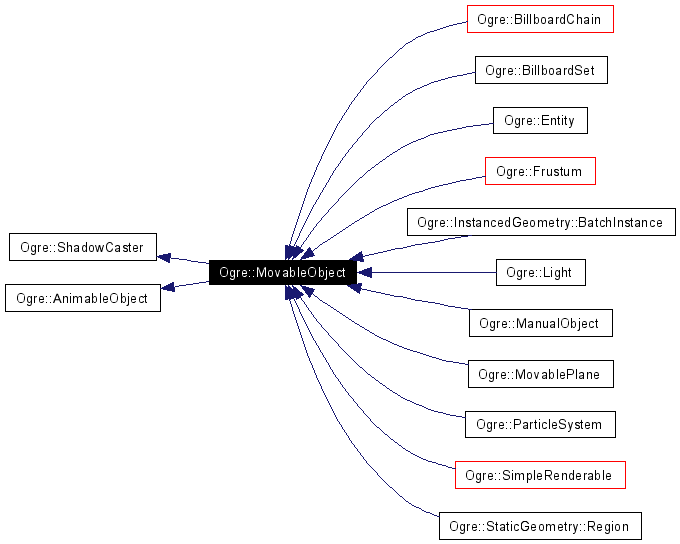 Ogre::BillboardChain
Ogre::BillboardSet
Ogre::Entity
Ogre::Frustum
Ogre::InstancedGeometry::BatchInstance
Ogre::ShadowCaster
Ogre::MovableObject
Ogre::Light
Ogre::AnimableObject
Ogre::ManualObject
Ogre::MovablePlane
Ogre::ParticleSystem
Ogre::SimpleRenderable
Ogre::StaticGeometry::Region